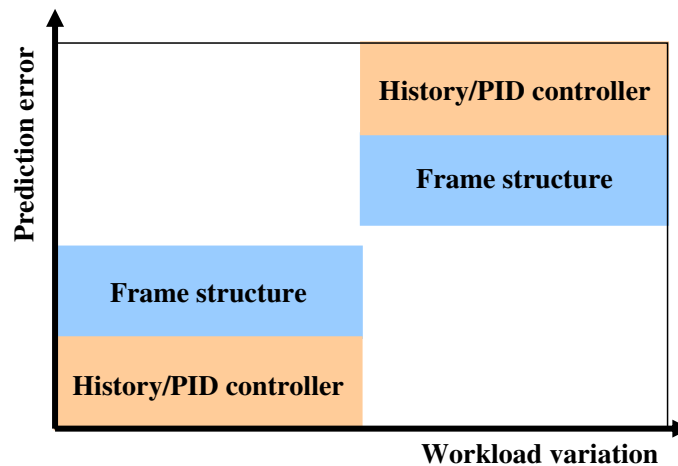 Prediction error
History/PID controller
Frame structure
Frame structure
History/PID controller
Workload variation